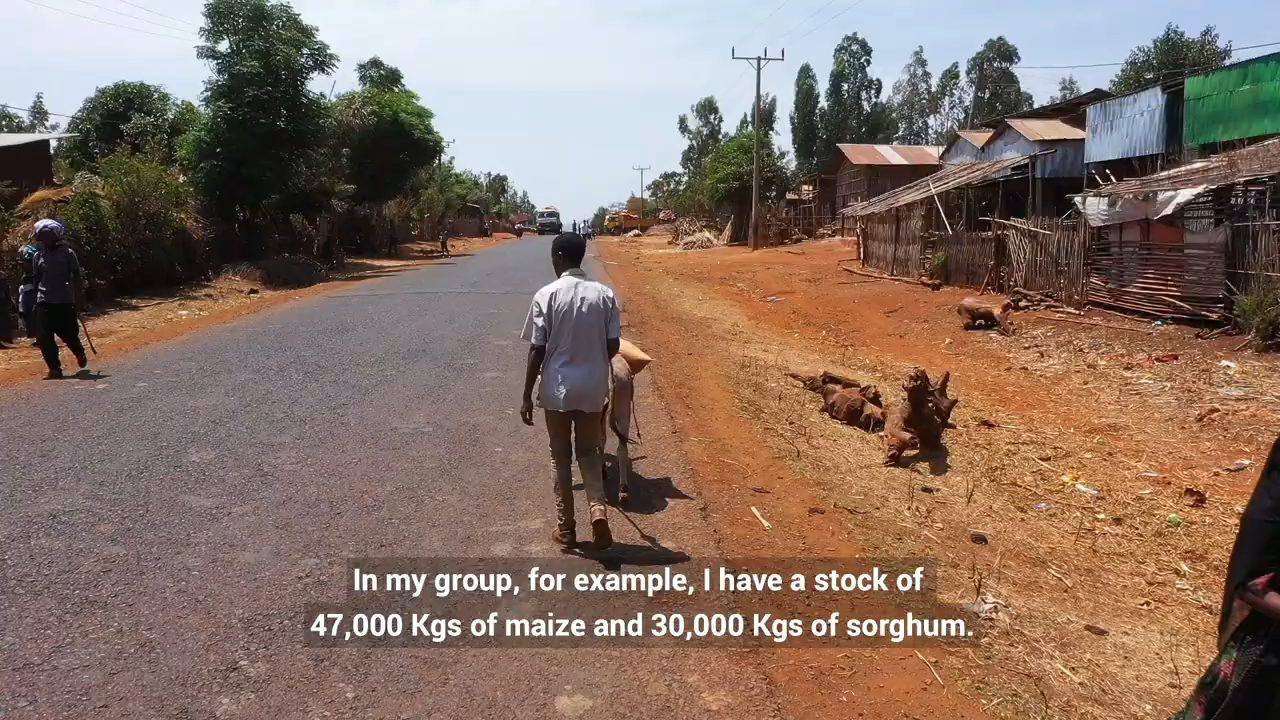 In my group, for example, I have a stock of
47,000 Kgs of maize and 30,000 Kgs of sorghum.